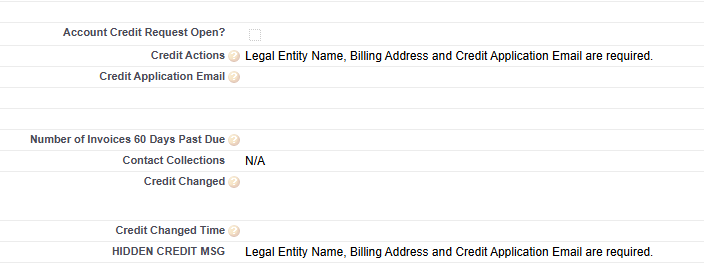 Account Credit Request Open?
Credit Actions ? Legal Entity Name, Billing Address and Credit Application Email are required.
Credit Application Email ?
Number of Invoices 60 Days Past Due ?
Contact Collections N/A
Credit Changed ?
Credit Changed Time ?
HIDDEN CREDIT MSG Legal Entity Name, Billing Address and Credit Application Email are required.